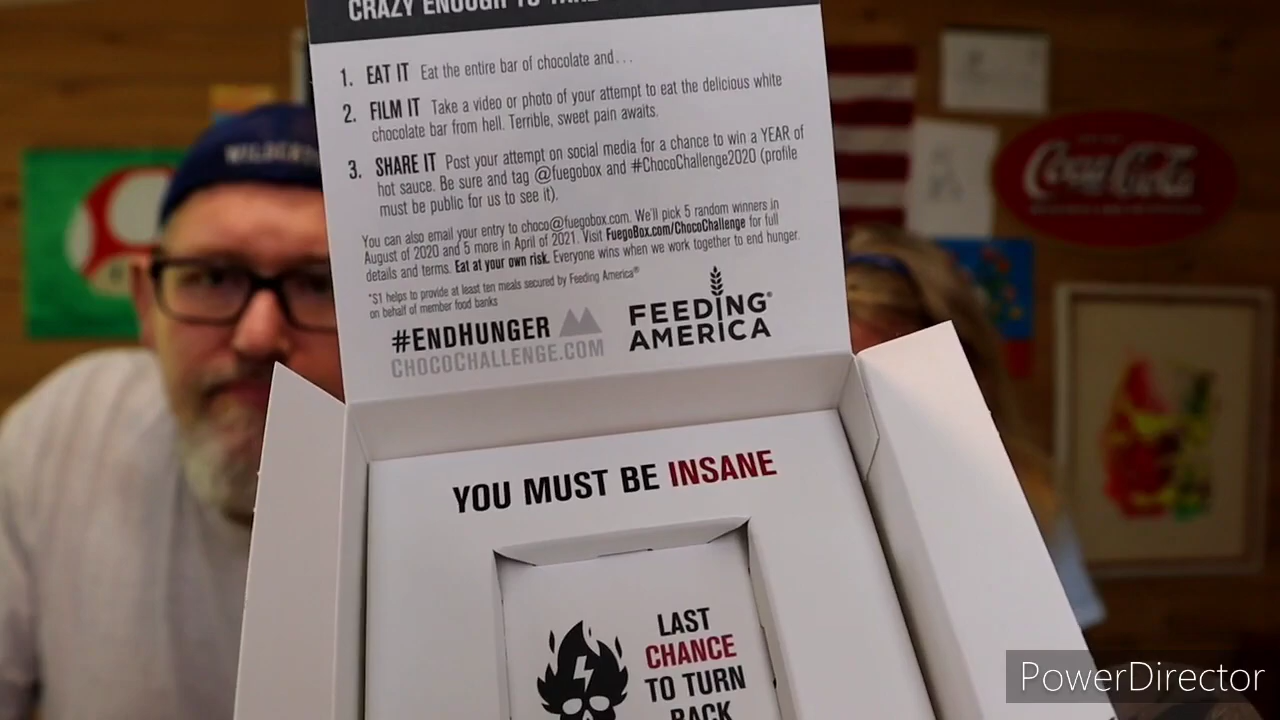 CRAZY ENOUGH TO
1. EAT IT Eat the entire bar of chocolate and...
2. FILM IT Take a video or photo of your attempt to eat the delicious white
chocolate bar from hell. Terrible, sweet pain awaits.
3. SHARE IT Post your attempt on social media for a chance to win a YEAR of
hot sauce. Be sure and tag @fuegobox and #ChocoChallenge2020 (profile
must be public for us to see it).
You can also email your entry to choco@fuegobox.com. We'll pick 5 random winners in
August of 2020 and 5 more in April of 2021. Visit FuegoBox.com/ChocoChallenge for full
details and terms. Eat at your own risk. Everyone wins when we work together to end hunger.
*$1 helps to provide at least ten meals secured by Feeding America®
on behalf of member food banks
#ENDHUNGER
CHOCOCHALLENGE.COM
FEEDING®
AMERICA
YOU MUST BE INSANE
LAST
CHANCE
TO TURN
BACK
Coca-Cola
PowerDirector